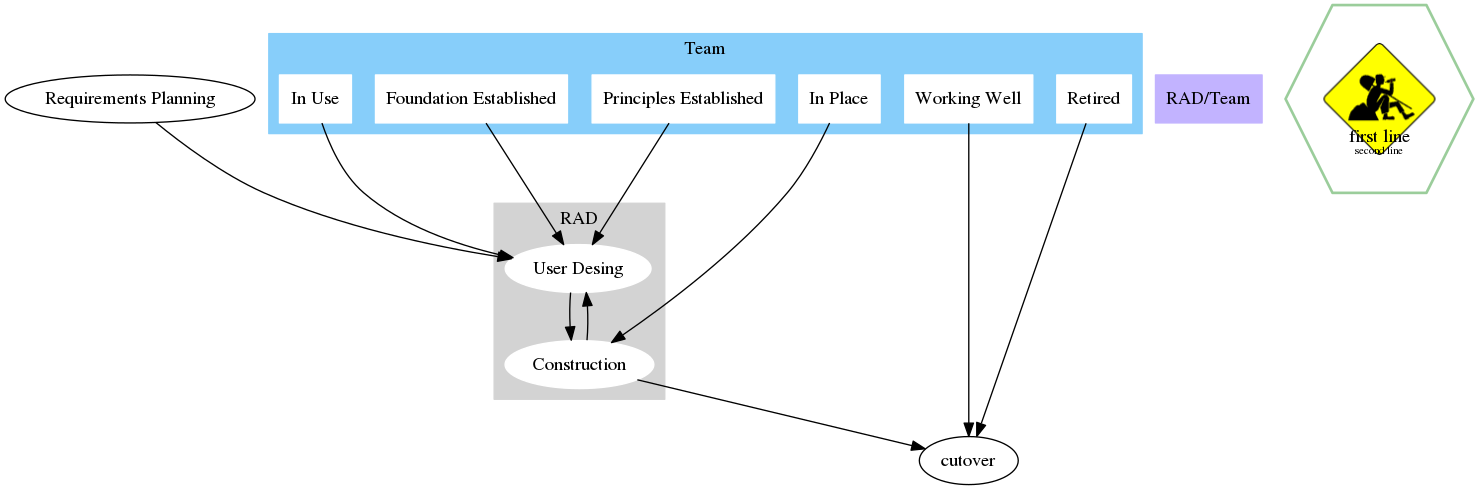 Team
Requirements Planning
In Use
Foundation Established
Principles Established
In Place
Working Well
Retired
RAD/Team
first line
second line
RAD
User Desing
Construction
cutover